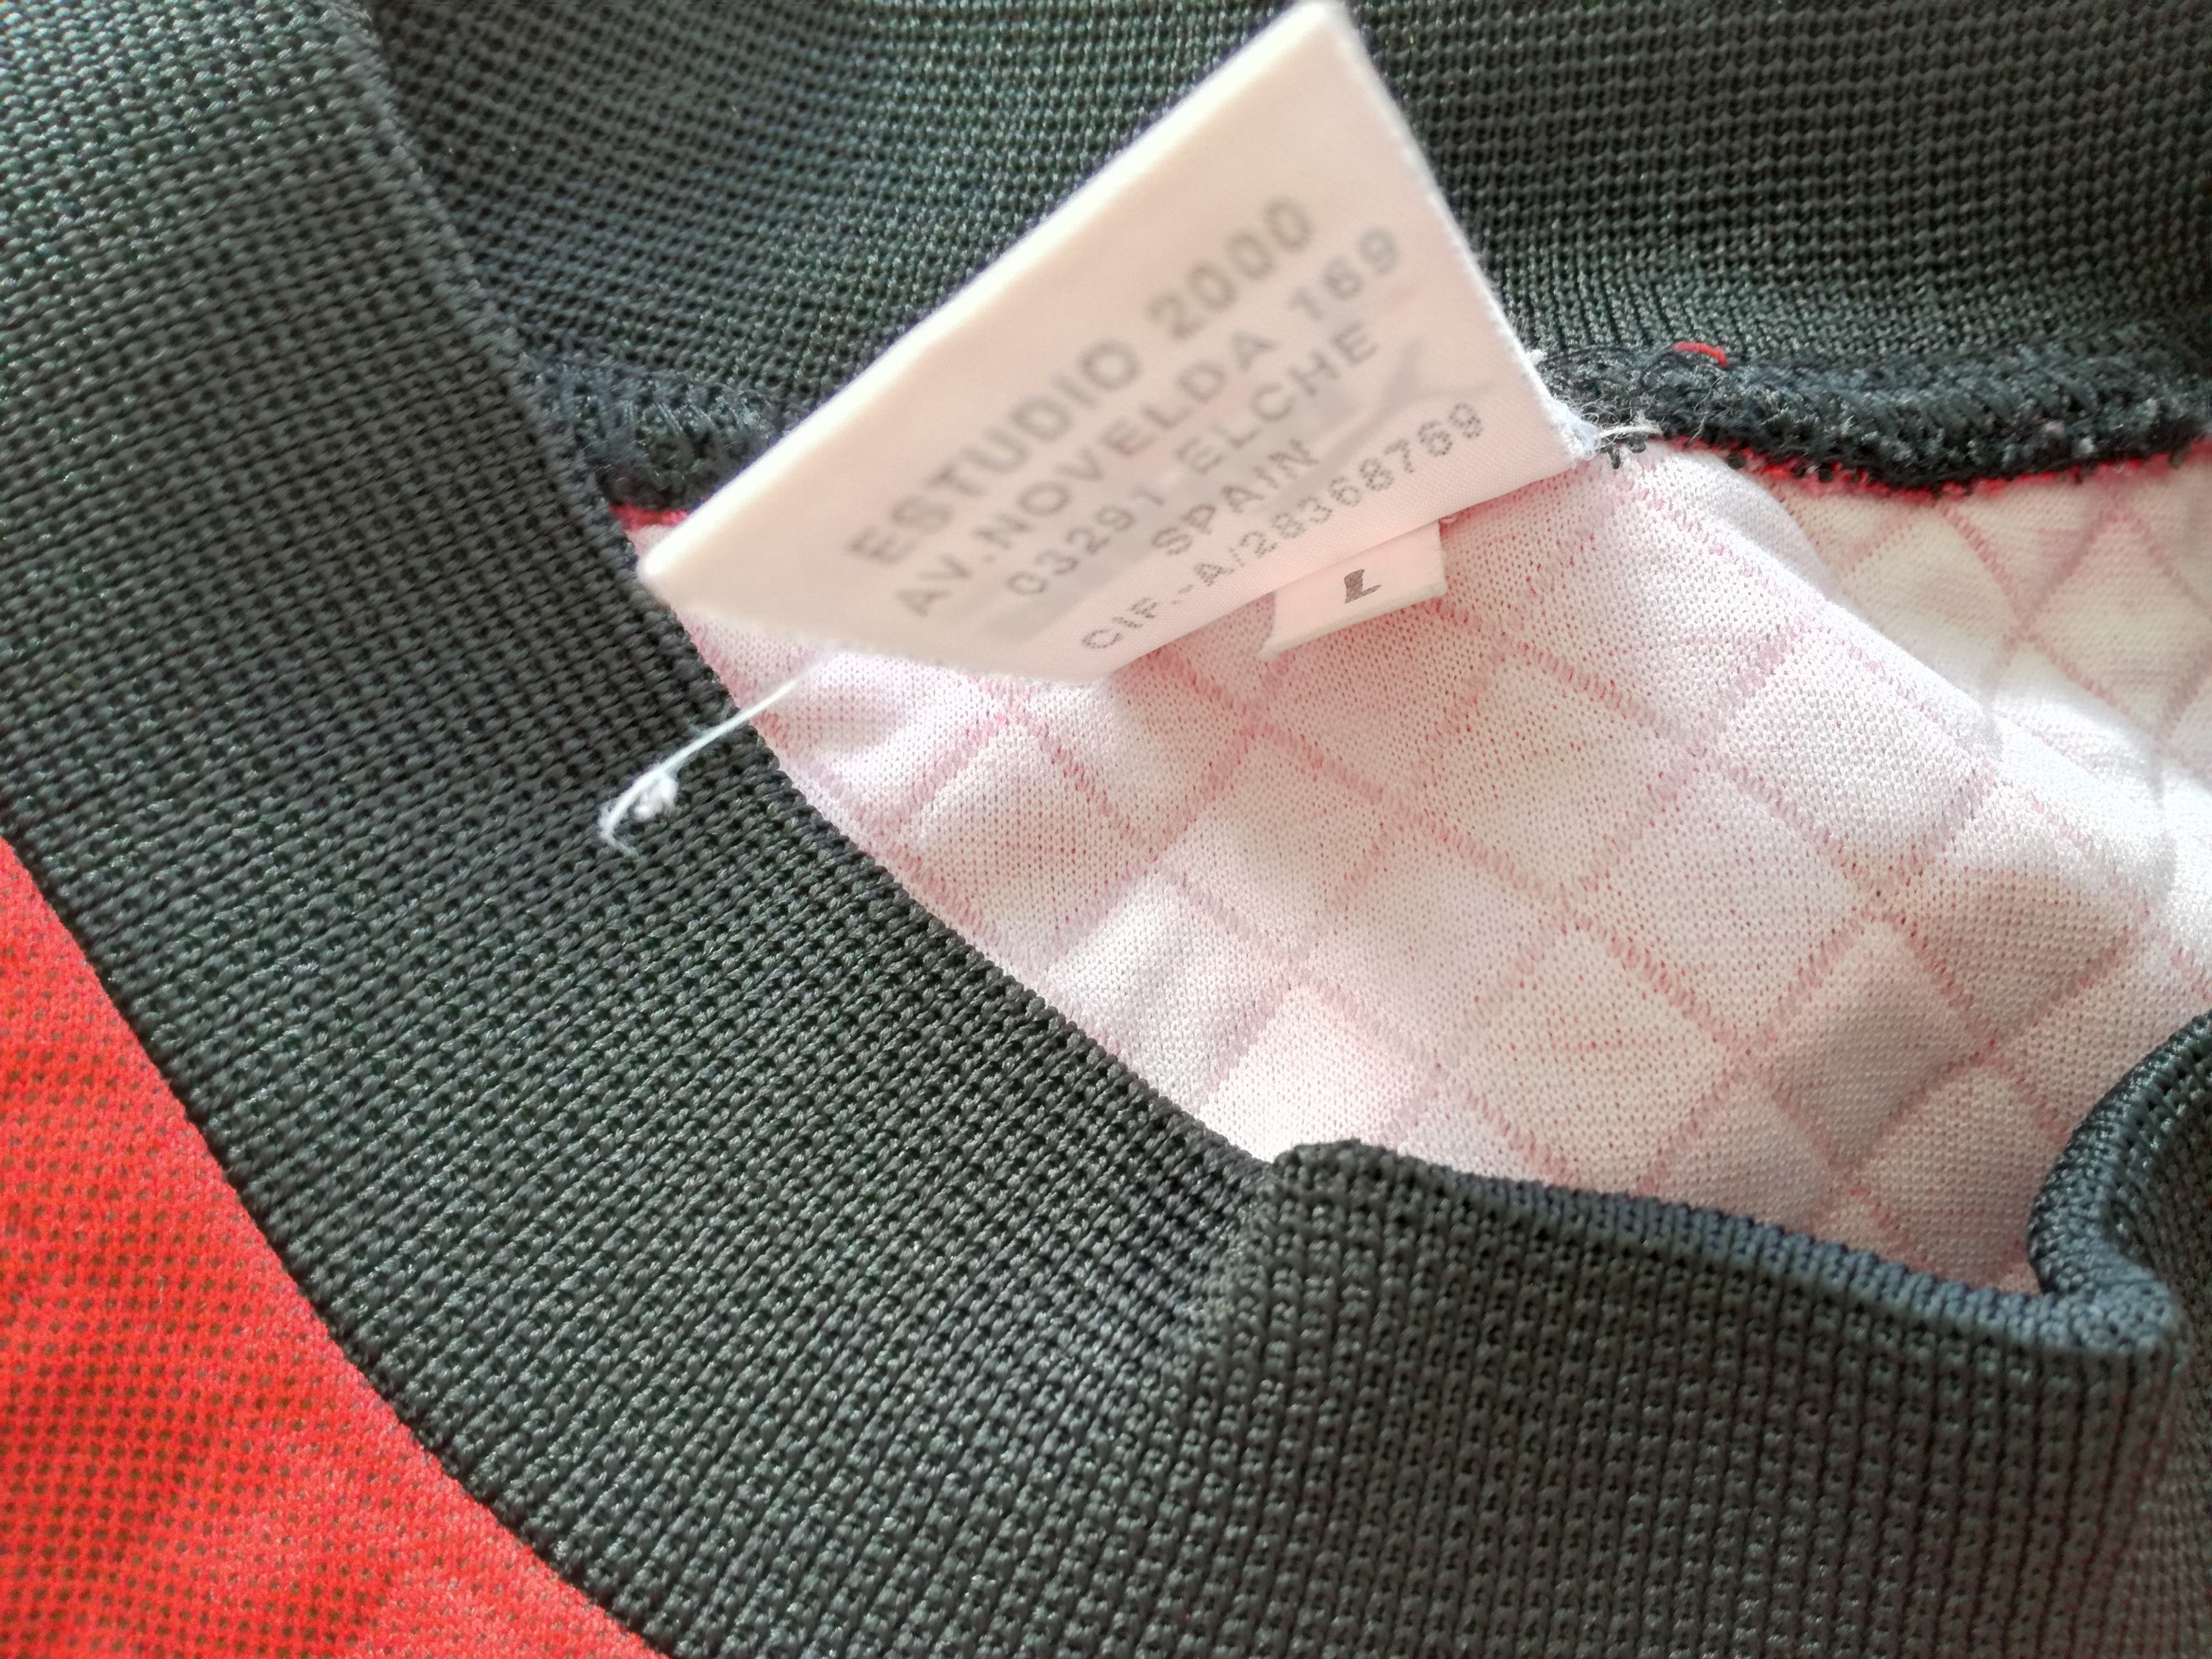 ESTUDIO 2000
AV.NOVELDA 169
03291-ELCHE
SPAIN
CIF.-A/28368769
L